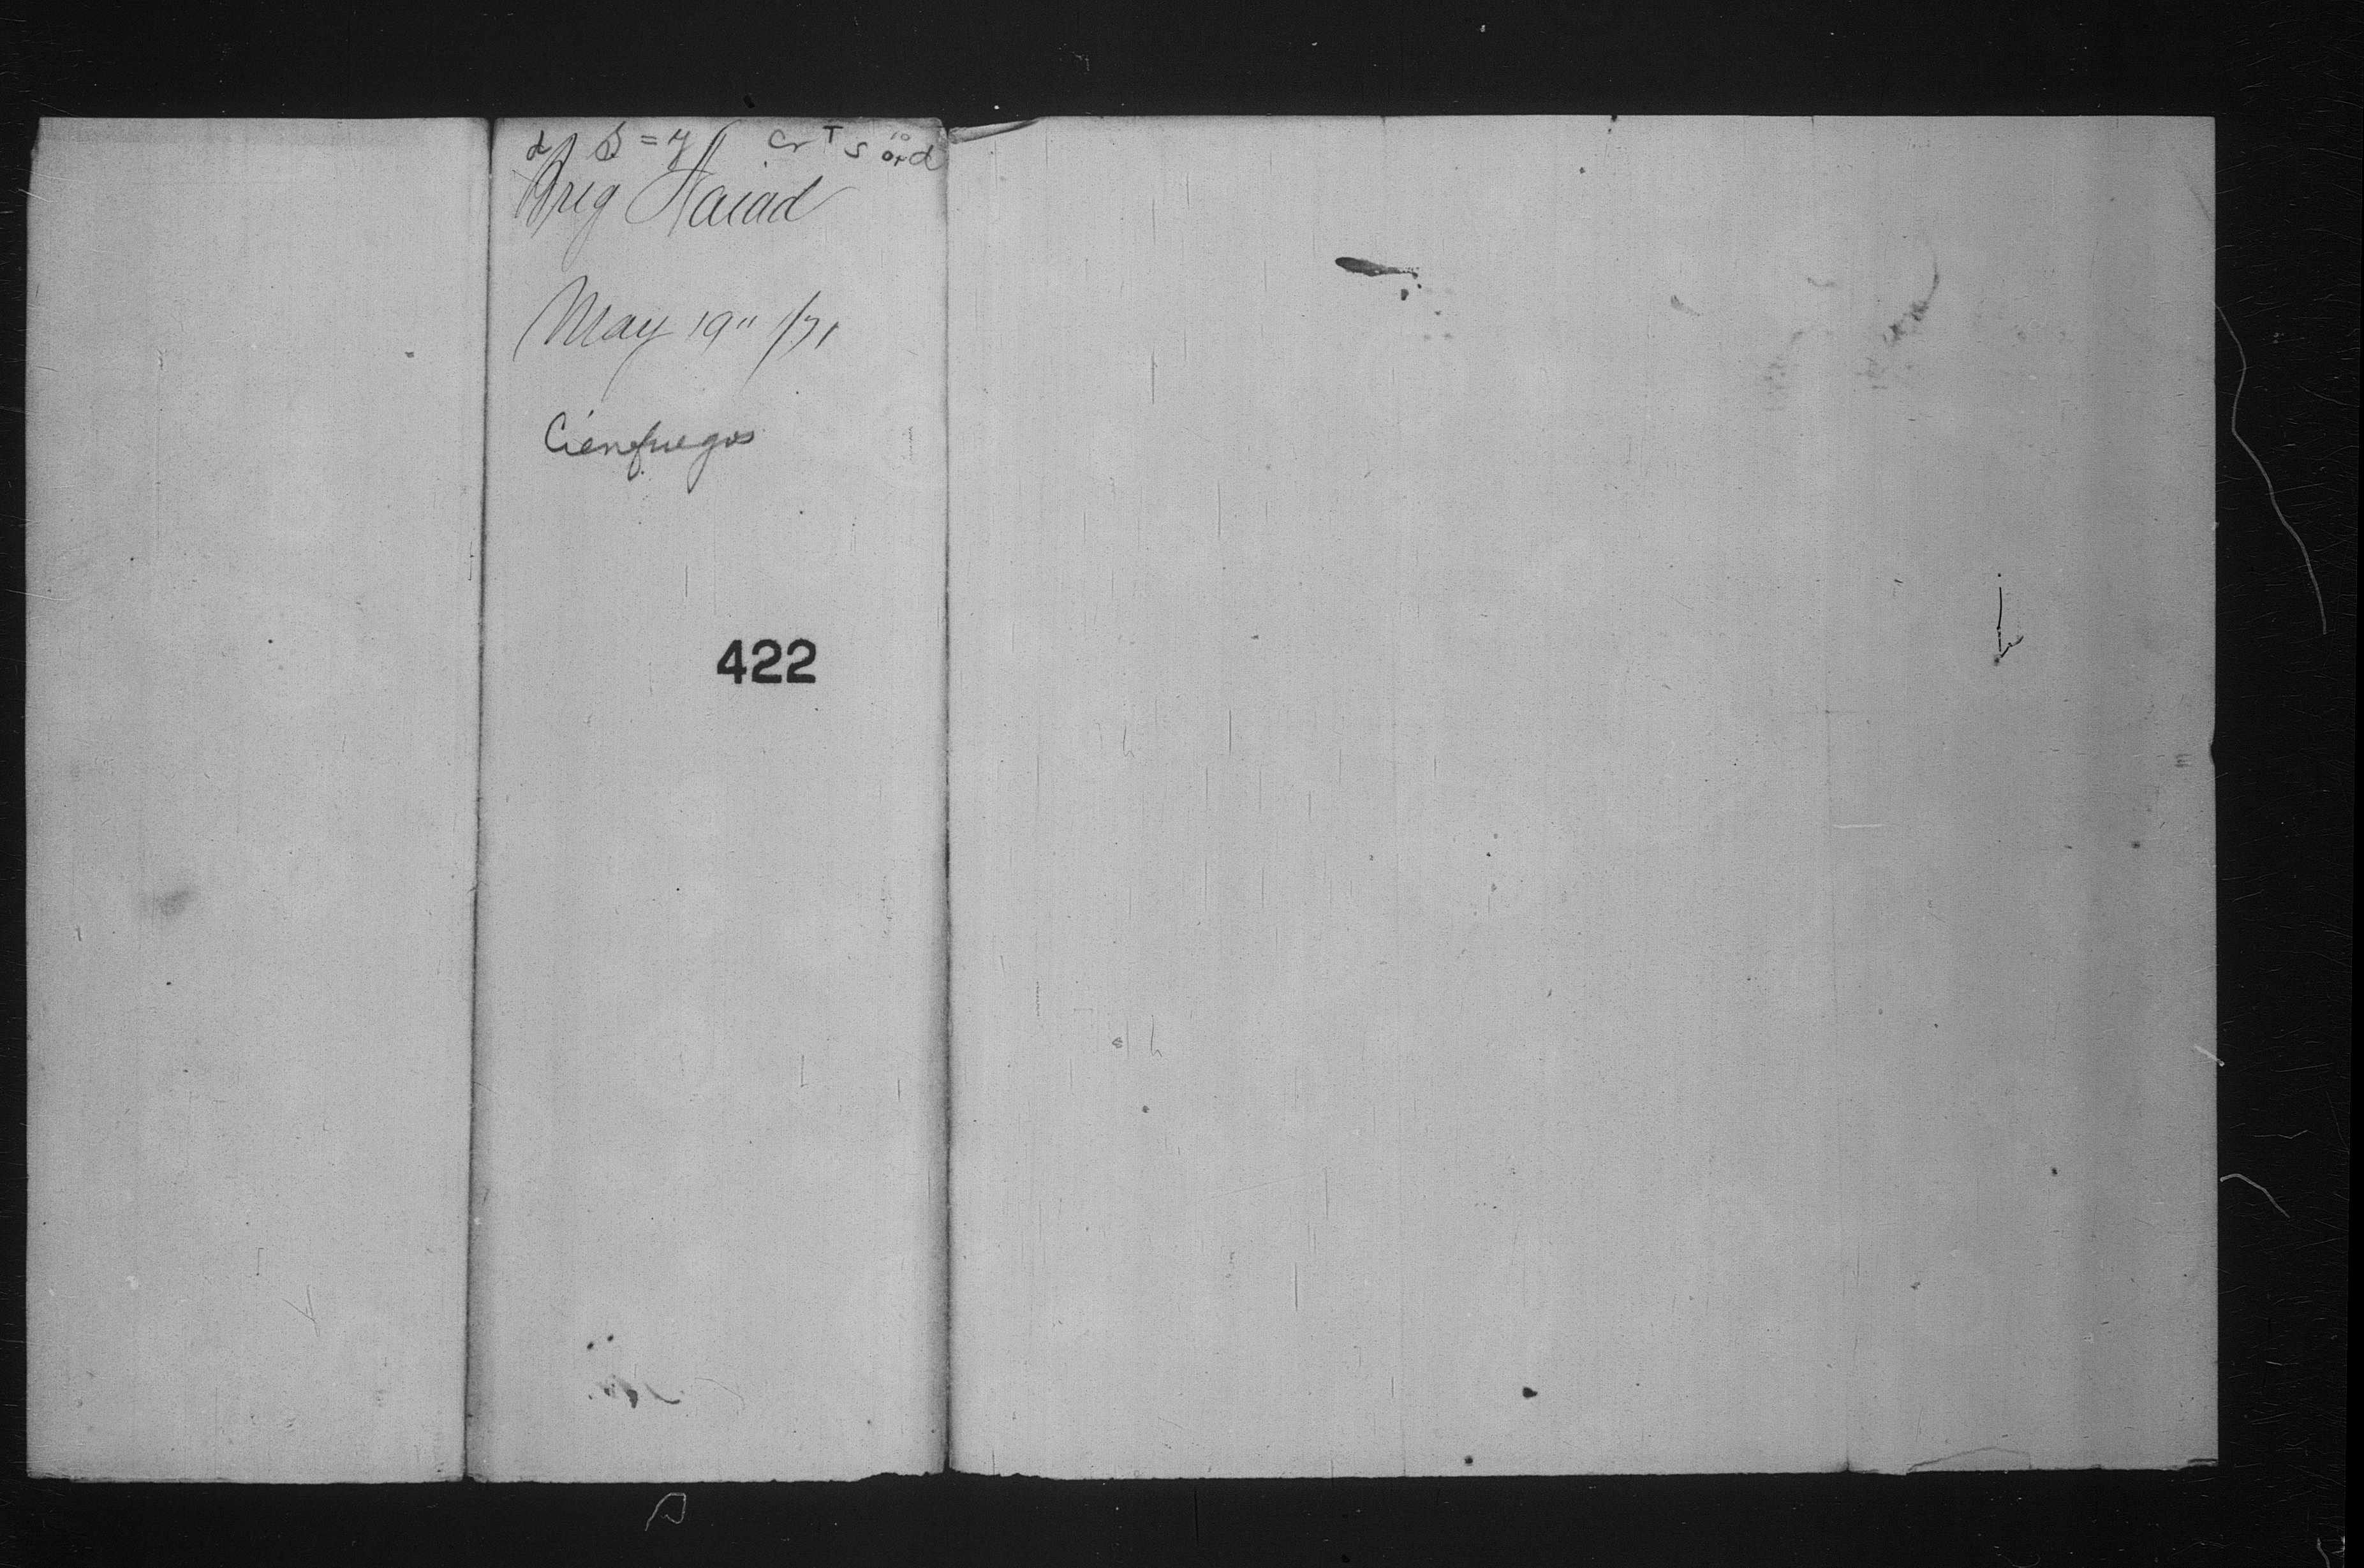 Brig Naiad
May 19" /71
Cienfuegos
422